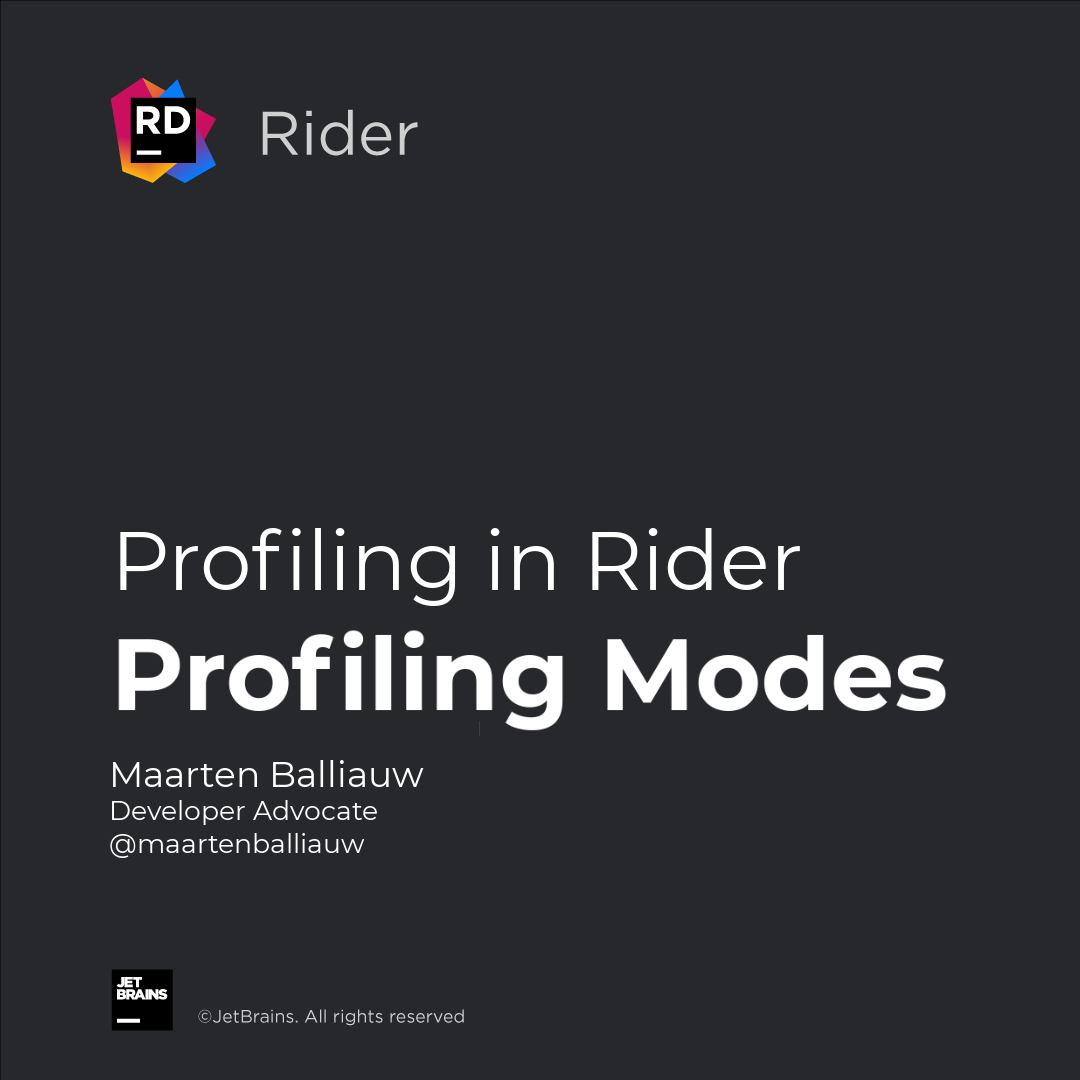 RD
Rider
Profiling in Rider
Profiling Modes
Maarten Balliauw
Developer Advocate
@maartenballiauw
JET
BRAINS
©JetBrains. All rights reserved